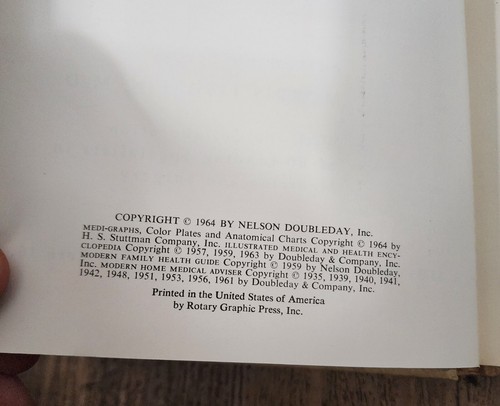 COPYRIGHT © 1964 BY NELSON DOUBLEDAY, Inc.
MEDI-GRAPHS, Color Plates and Anatomical Charts Copyright © 1964 by
H. S. Stuttman Company, Inc. ILLUSTRATED MEDICAL AND HEALTH ENCY-
CLOPEDIA Copyright © 1957, 1959, 1963 by Doubleday & Company, Inc.
MODERN FAMILY HEALTH GUIDE Copyright © 1959 by Nelson Doubleday,
Inc. MODERN HOME MEDICAL ADVISER Copyright © 1935, 1939, 1940, 1941,
1942, 1948, 1951, 1953, 1956, 1961 by Doubleday & Company, Inc.
Printed in the United States of America
by Rotary Graphic Press, Inc.